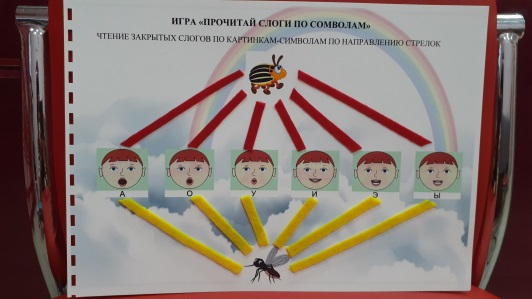 ИГРА «ПРОЧИТАЙ СЛОГИ ПО СОМВОЛАМ»
ЧТЕНИЕ ЗАКРЫТЫХ СЛОГОВ ПО КАРТИНКАМ-СИМВОЛАМ ПО НАПРАВЛЕНИЮ СТРЕЛОК
А О У И Э Ы